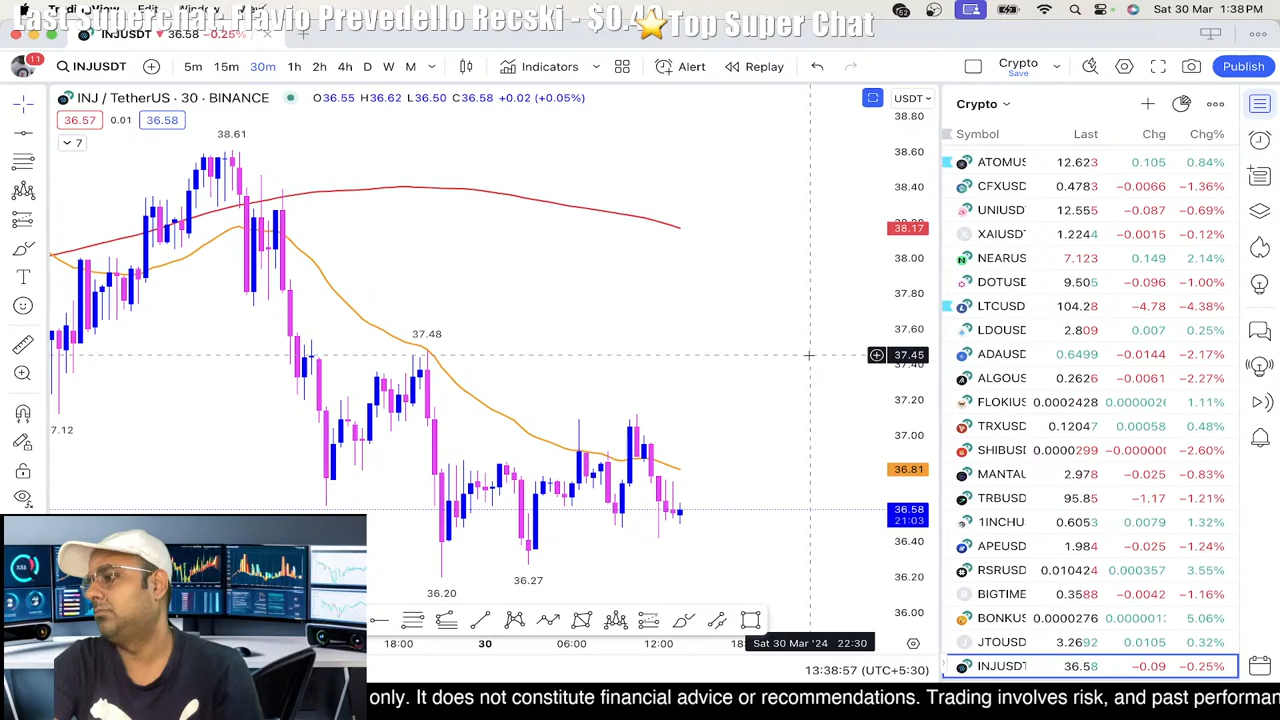 Last Superchat: Flavio Prevedello Recski - $0.4 Top Super Chat
Sat 30 Mar 1:38 PM
INJUSDT 36.58 −0.25%
11
INJUSDT
5m 15m 30m 1h 2h 4h D W M
Indicators
Alert
Replay
Crypto
Save
Publish
INJ / TetherUS · 30 · BINANCE
O36.55 H36.62 L36.50 C36.58 +0.02 (+0.05%)
USDT
36.57 0.01 36.58
7
38.61
37.48
7.12
36.27
36.20
38.80
38.60
38.40
38.17
38.00
37.80
37.60
37.45
37.40
37.20
37.00
36.81
36.58
21:03
36.40
36.20
36.00
18:00 30 06:00 12:00
Sat 30 Mar '24 22:30
13:38:57 (UTC+5:30)
Crypto
Symbol Last Chg Chg%
ATOMUS 12.623 0.105 0.84%
CFXUSD 0.4783 −0.0066 −1.36%
UNIUSD 12.555 −0.087 −0.69%
XAIUSD 1.2244 −0.0015 −0.12%
NEARUS 7.123 0.149 2.14%
DOTUSD 9.505 −0.096 −1.00%
LTCUSD 104.28 −4.78 −4.38%
LDOUSD 2.809 0.007 0.25%
ADAUSD 0.6499 −0.0144 −2.17%
ALGOUS 0.2626 −0.0061 −2.27%
FLOKIUS 0.0002428 0.0000026 1.11%
TRXUSD 0.12047 0.00058 0.48%
SHIBUSD 0.0000299 −0.000000 −2.60%
MANTAU 2.978 −0.025 −0.83%
TRBUSD 95.85 −1.17 −1.21%
1INCHU 0.6053 0.0079 1.32%
APEUSD 1.984 −0.025 −1.24%
RSRUSD 0.010424 0.000357 3.55%
BIGTIME 0.3588 −0.0042 −1.16%
BONKUS 0.0000276 0.0000013 5.06%
JTOUSD 3.2692 0.0105 0.32%
INJUSDT 36.58 −0.09 −0.25%
only. It does not constitute financial advice or recommendations. Trading involves risk, and past performan